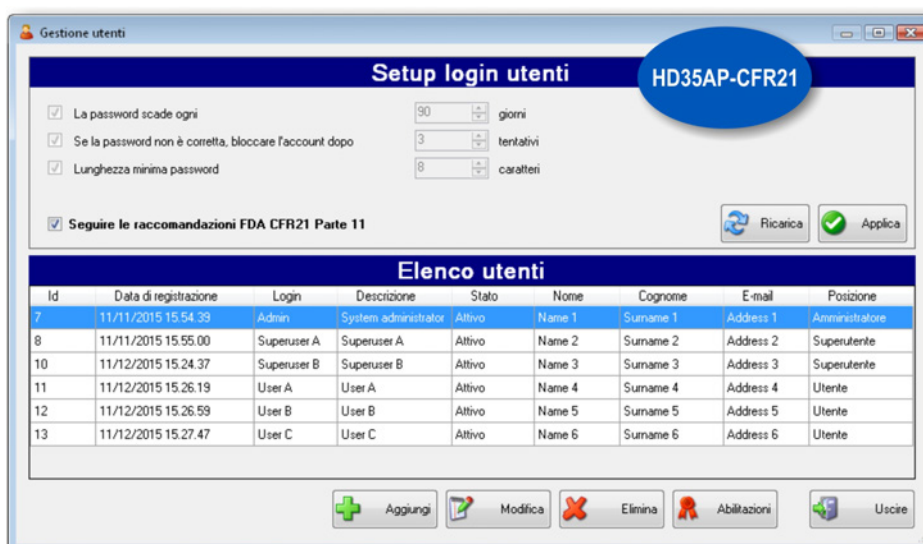 Gestione utenti
Setup login utenti
HD35AP-CFR21
La password scade ogni 90 giorni
Se la password non è corretta, bloccare l'account dopo 3 tentativi
Lunghezza minima password 8 caratteri
Seguire le raccomandazioni FDA CFR21 Parte 11 Ricarica Applica
Elenco utenti
Id Data di registrazione Login Descrizione Stato Nome Cognome E-mail Posizione
7 11/11/2015 15.54.39 Admin System administrator Attivo Name 1 Surname 1 Address 1 Amministratore
8 11/11/2015 15.55.00 Superuser A Superuser A Attivo Name 2 Surname 2 Address 2 Superutente
10 11/12/2015 15.24.37 Superuser B Superuser B Attivo Name 3 Surname 3 Address 3 Superutente
11 11/12/2015 15.26.19 User A User A Attivo Name 4 Surname 4 Address 4 Utente
12 11/12/2015 15.26.59 User B User B Attivo Name 5 Surname 5 Address 5 Utente
13 11/12/2015 15.27.47 User C User C Attivo Name 6 Surname 6 Address 6 Utente
Aggiungi Modifica Elimina Abilitazioni Uscire